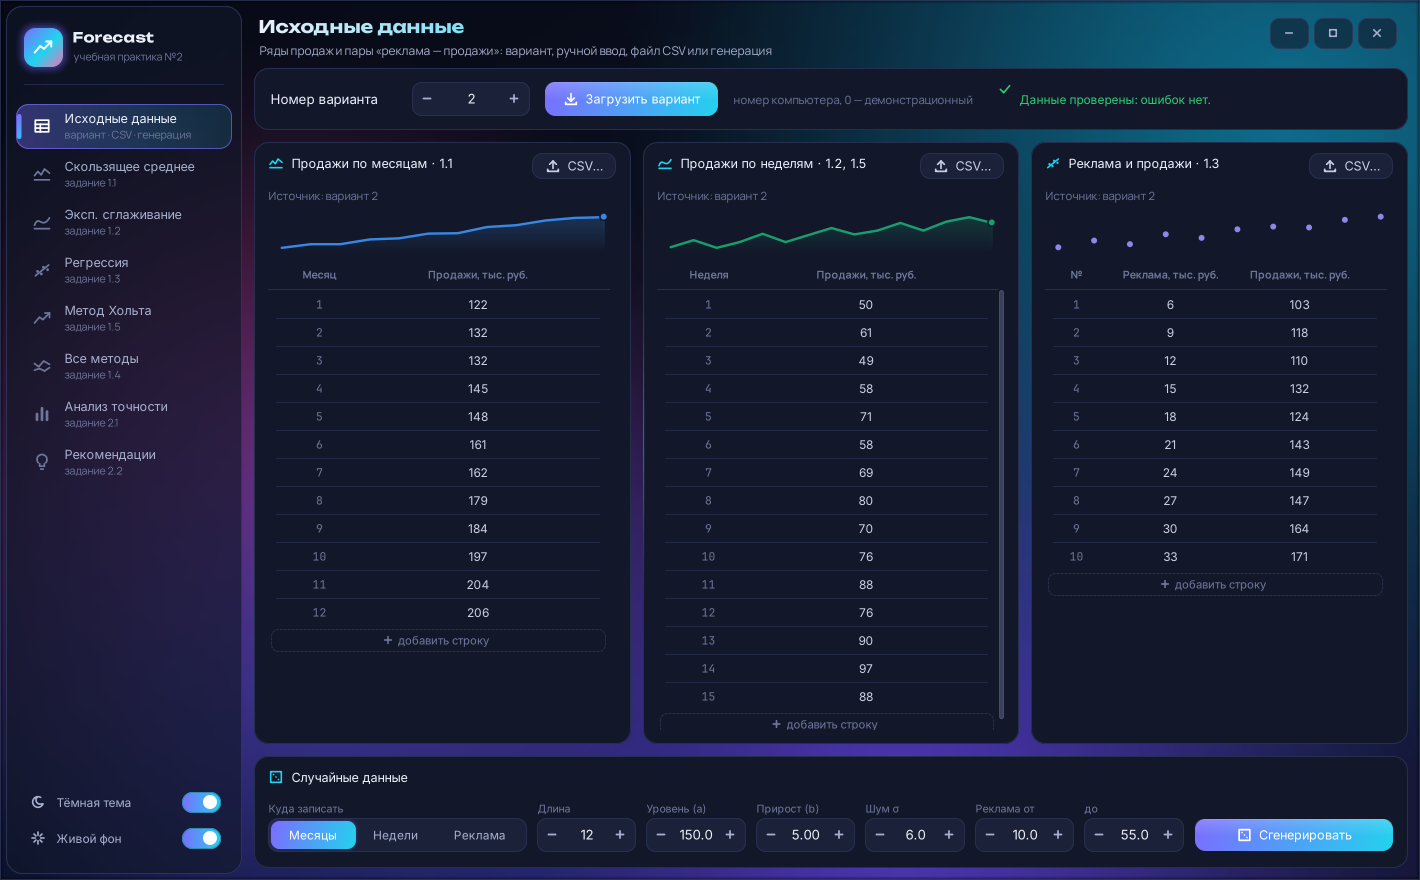 Forecast
учебная практика №2
Исходные данные
вариант · CSV · генерация
Скользящее среднее
задание 1.1
Эксп. сглаживание
задание 1.2
Регрессия
задание 1.3
Метод Хольта
задание 1.5
Все методы
задание 1.4
Анализ точности
задание 2.1
Рекомендации
задание 2.2
Тёмная тема
Живой фон
Исходные данные
Ряды продаж и пары «реклама — продажи»: вариант, ручной ввод, файл CSV или генерация
Номер варианта
− 2 +
Загрузить вариант
номер компьютера, 0 — демонстрационный
Данные проверены: ошибок нет.
Продажи по месяцам · 1.1
CSV...
Источник: вариант 2
Месяц Продажи, тыс. руб.
1 122
2 132
3 132
4 145
5 148
6 161
7 162
8 179
9 184
10 197
11 204
12 206
+ добавить строку
Продажи по неделям · 1.2, 1.5
CSV...
Источник: вариант 2
Неделя Продажи, тыс. руб.
1 50
2 61
3 49
4 58
5 71
6 58
7 69
8 80
9 70
10 76
11 88
12 76
13 90
14 97
15 88
+ добавить строку
Реклама и продажи · 1.3
CSV...
Источник: вариант 2
№ Реклама, тыс. руб. Продажи, тыс. руб.
1 6 103
2 9 118
3 12 110
4 15 132
5 18 124
6 21 143
7 24 149
8 27 147
9 30 164
10 33 171
+ добавить строку
Случайные данные
Куда записать Длина Уровень (a) Прирост (b) Шум σ Реклама от до
Месяцы Недели Реклама − 12 + − 150.0 + − 5.00 + − 6.0 + − 10.0 + − 55.0 + Сгенерировать